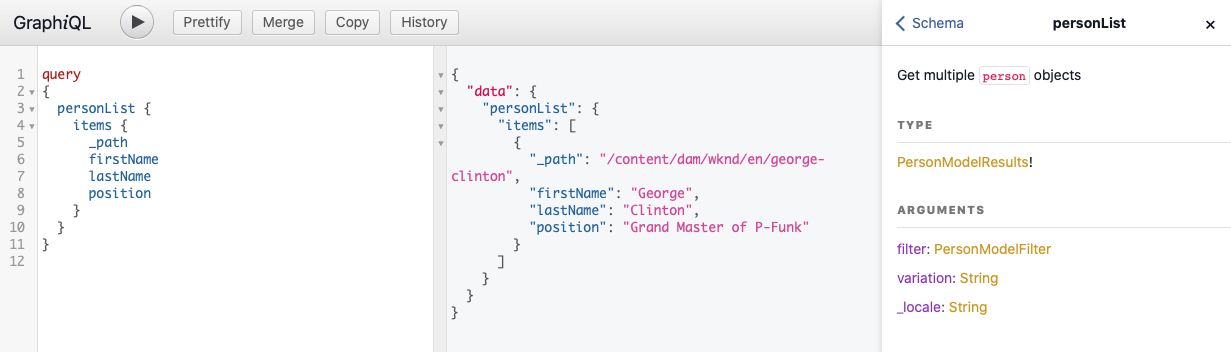 GraphiQL
Prettify
Merge
Copy
History
1 query
2 {
3 personList {
4 items {
5 _path
6 firstName
7 lastName
8 position
9 }
10 }
11 }
12
{
"data": {
"personList": {
"items": [
{
"_path": "/content/dam/wknd/en/george-
clinton",
"firstName": "George",
"lastName": "Clinton",
"position": "Grand Master of P-Funk"
}
]
}
}
}
Schema
personList
×
Get multiple person objects
TYPE
PersonModelResults!
ARGUMENTS
filter: PersonModelFilter
variation: String
_locale: String